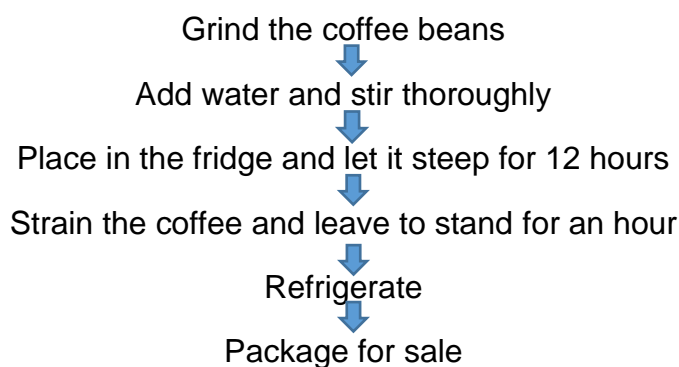 Grind the coffee beans
Add water and stir thoroughly
Place in the fridge and let it steep for 12 hours
Strain the coffee and leave to stand for an hour
Refrigerate
Package for sale